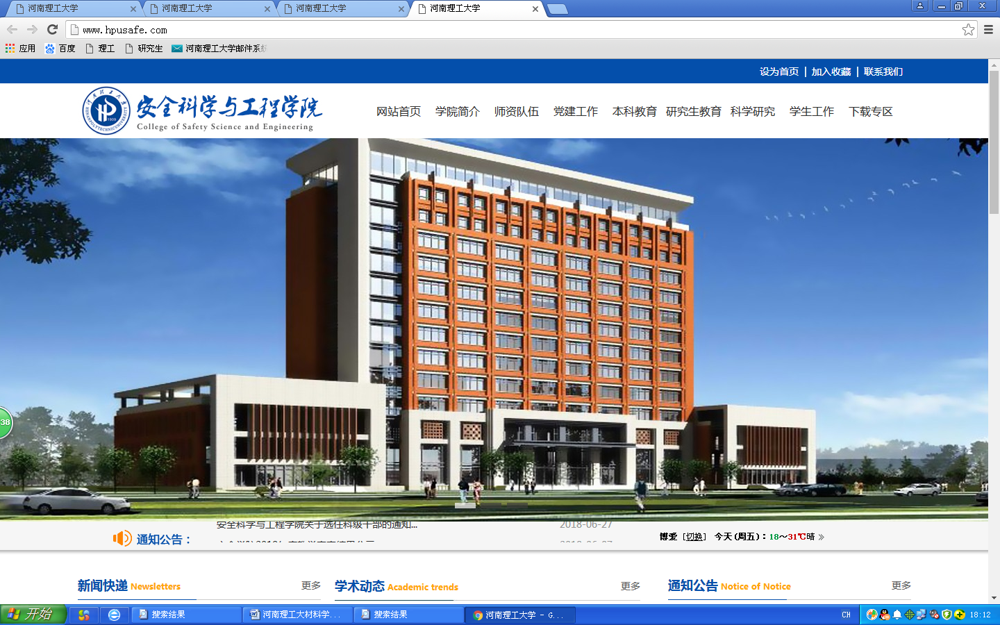 河南理工大学 河南理工大学 河南理工大学 河南理工大学
www.hpusafe.com
应用 百度 理工 研究生 河南理工大学邮件系统
设为首页 | 加入收藏 | 联系我们
安全科学与工程学院
College of Safety Science and Engineering
网站首页 学院简介 师资队伍 党建工作 本科教育 研究生教育 科学研究 学生工作 下载专区
38
安全科学与工程学院关于选任科级干部的通知... 2018-06-27
通知公告：
博爱 [切换] 今天(周五)：18～31℃晴
新闻快递 Newsletters 更多 学术动态 Academic trends 更多 通知公告 Notice of Notice 更多
开始 搜索结果 河南理工大材料学... 搜索结果 河南理工大学 - G... CH 18:12